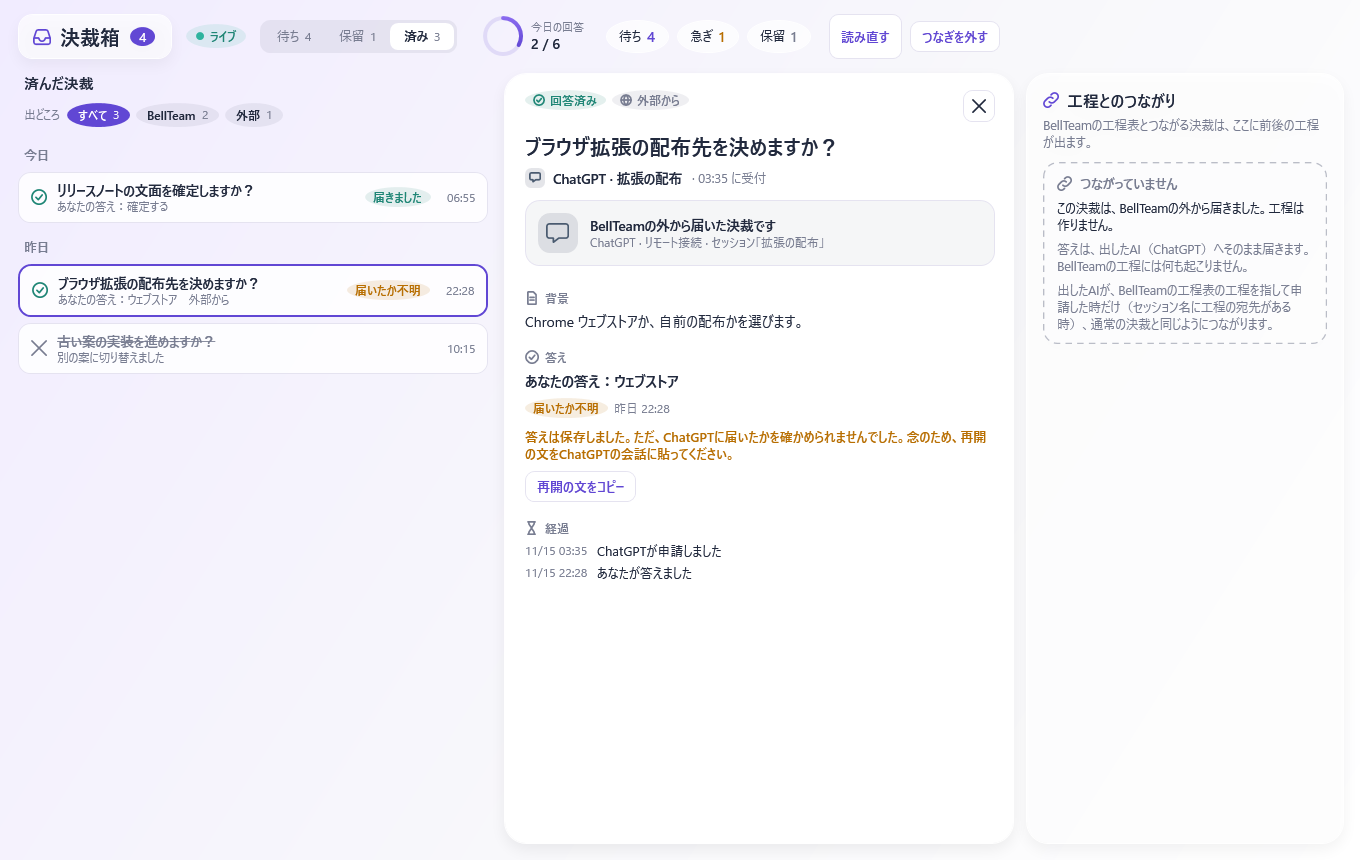 決裁箱 4
ライブ
待ち 4 保留 1 済み 3
今日の回答
2 / 6
待ち 4 急ぎ 1 保留 1
読み直す つなぎを外す
済んだ決裁
出どころ すべて 3 BellTeam 2 外部 1
今日
リリースノートの文面を確定しますか？
あなたの答え：確定する
届きました 06:55
昨日
ブラウザ拡張の配布先を決めますか？
あなたの答え：ウェブストア 外部から
届いたか不明 22:28
古い案の実装を進めますか？
別の案に切り替えました
10:15
回答済み 外部から
ブラウザ拡張の配布先を決めますか？
ChatGPT · 拡張の配布 · 03:35 に受付
BellTeamの外から届いた決裁です
ChatGPT · リモート接続 · セッション「拡張の配布」
背景
Chrome ウェブストアか、自前の配布かを選びます。
答え
あなたの答え：ウェブストア
届いたか不明 昨日 22:28
答えは保存しました。ただ、ChatGPTに届いたかを確かめられませんでした。念のため、再開
の文をChatGPTの会話に貼ってください。
再開の文をコピー
経過
11/15 03:35 ChatGPTが申請しました
11/15 22:28 あなたが答えました
工程とのつながり
BellTeamの工程表とつながる決裁は、ここに前後の工程
が出ます。
つながっていません
この決裁は、BellTeamの外から届きました。工程は
作りません。
答えは、出したAI（ChatGPT）へそのまま届きます。
BellTeamの工程には何も起こりません。
出したAIが、BellTeamの工程表の工程を指して申
請した時だけ（セッション名に工程の宛先がある
時）、通常の決裁と同じようにつながります。